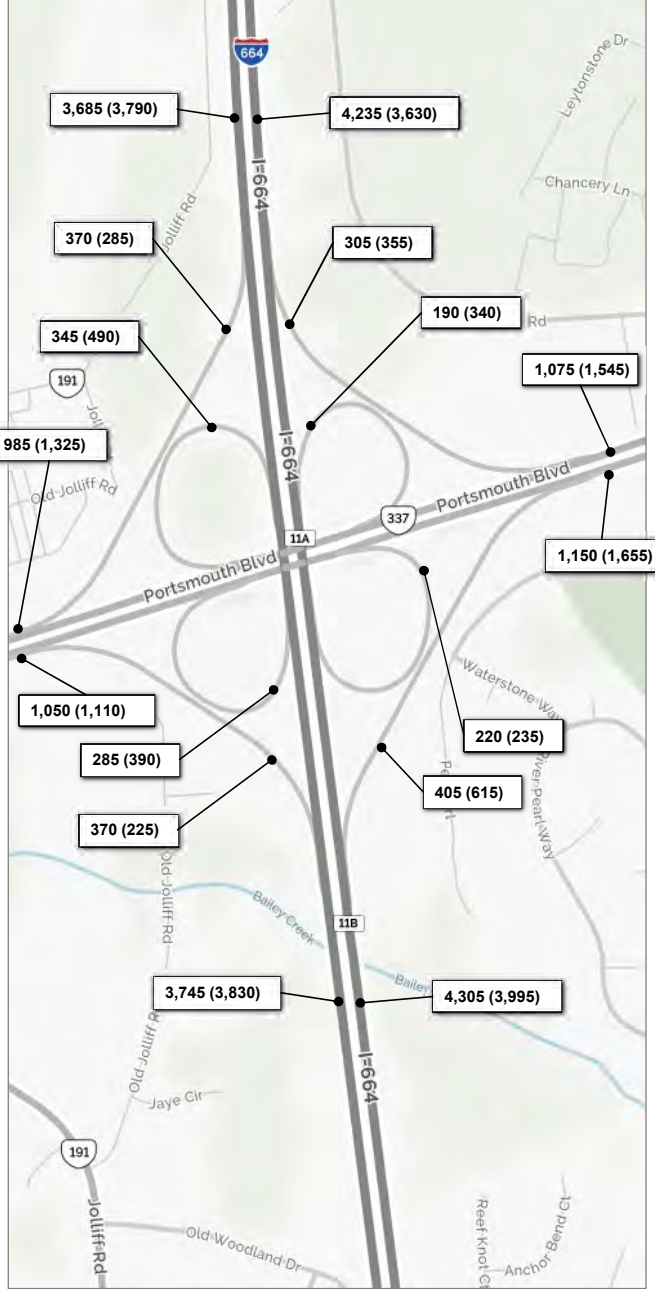 664
Leytonstone Dr
3,685 (3,790)
4,235 (3,630)
I-664
Chancery Ln
Jolliff Rd
370 (285)
305 (355)
190 (340)
Rd
345 (490)
1,075 (1,545)
191
985 (1,325)
I-664
Old Jolliff Rd
Portsmouth Blvd
337
11A
1,150 (1,655)
Portsmouth Blvd
1,050 (1,110)
Waterstone Way
220 (235)
285 (390)
405 (615)
River Pearl Way
370 (225)
Old Jolliff Rd
Bailey Creek
11B
Bailey
3,745 (3,830)
4,305 (3,995)
Old Jolliff R
I-664
Jaye Cir
191
Jolliff Rd
Old Woodland Dr
Reef Knot Ct
Anchor Bend Ct